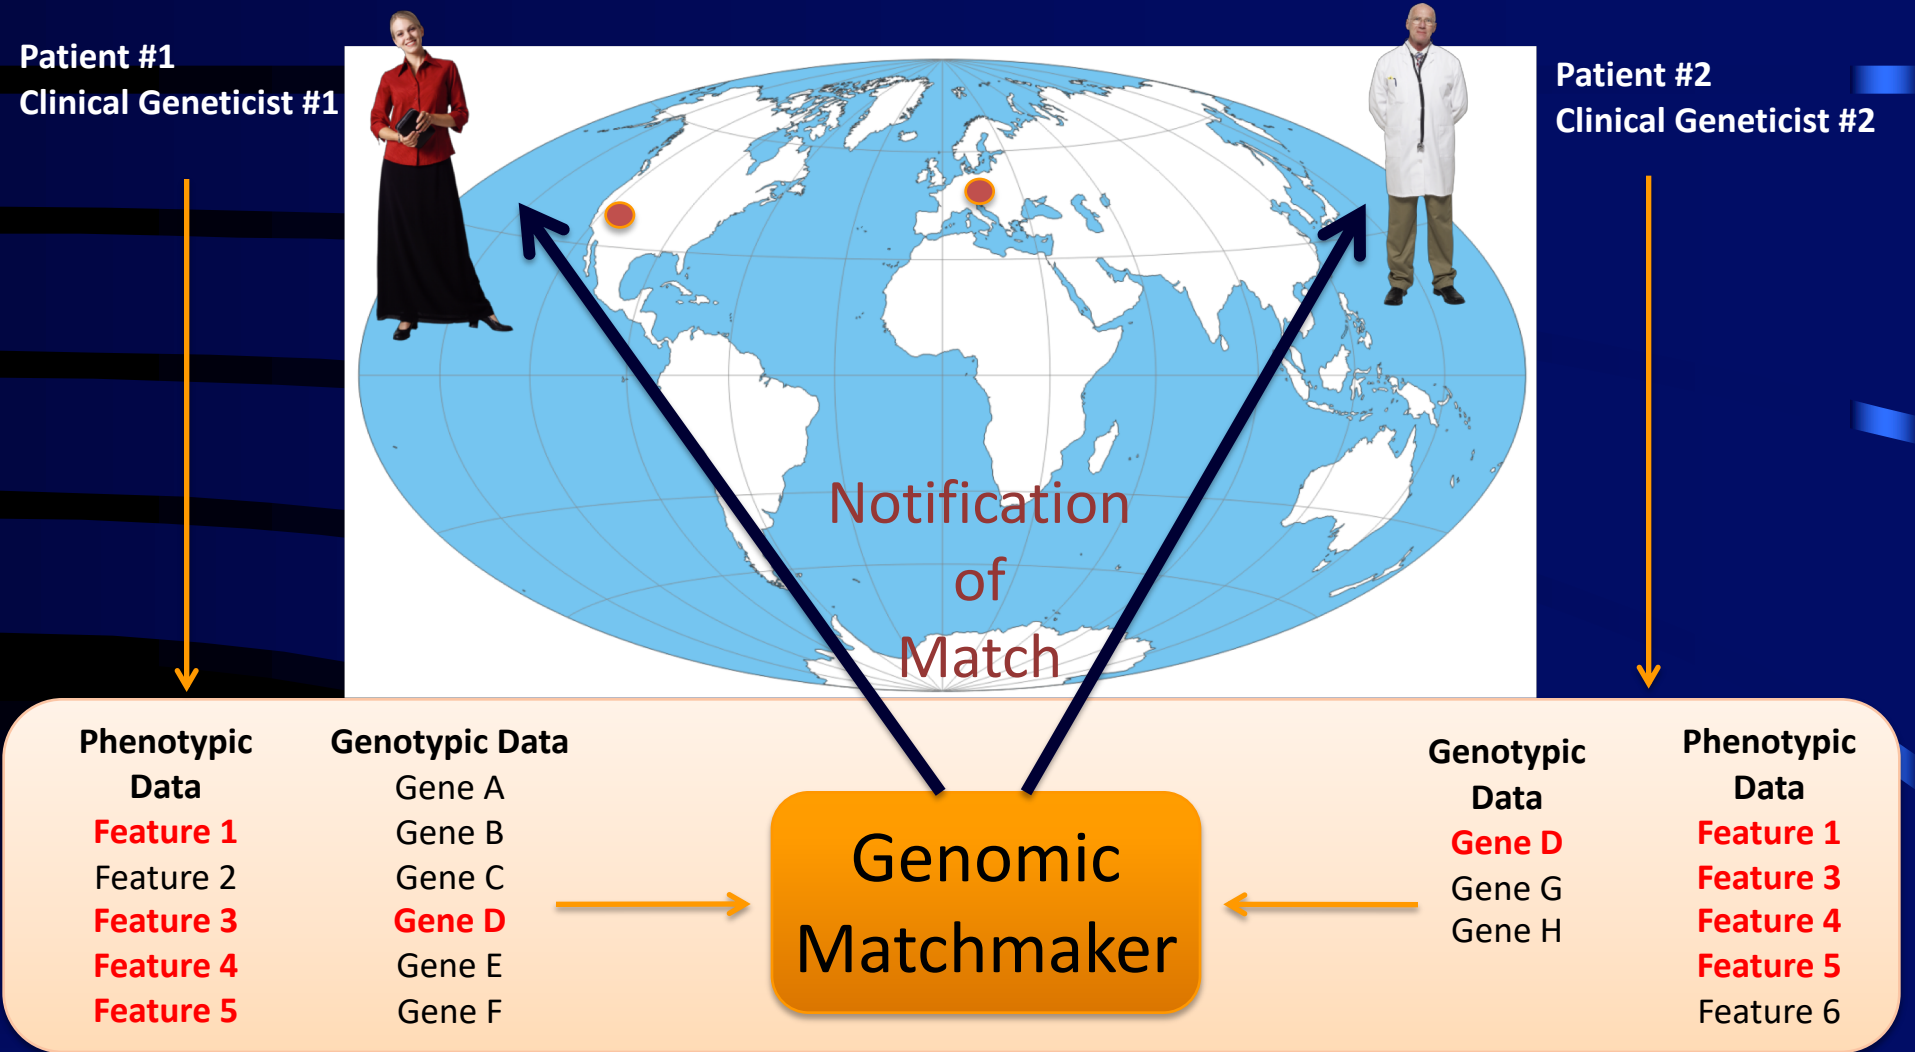 Patient #1
Clinical Geneticist #1
Patient #2
Clinical Geneticist #2
Notification
of
Match
Phenotypic
Data
Feature 1
Feature 2
Feature 3
Feature 4
Feature 5
Genotypic Data
Gene A
Gene B
Gene C
Gene D
Gene E
Gene F
Genomic
Matchmaker
Genotypic
Data
Gene D
Gene G
Gene H
Phenotypic
Data
Feature 1
Feature 3
Feature 4
Feature 5
Feature 6